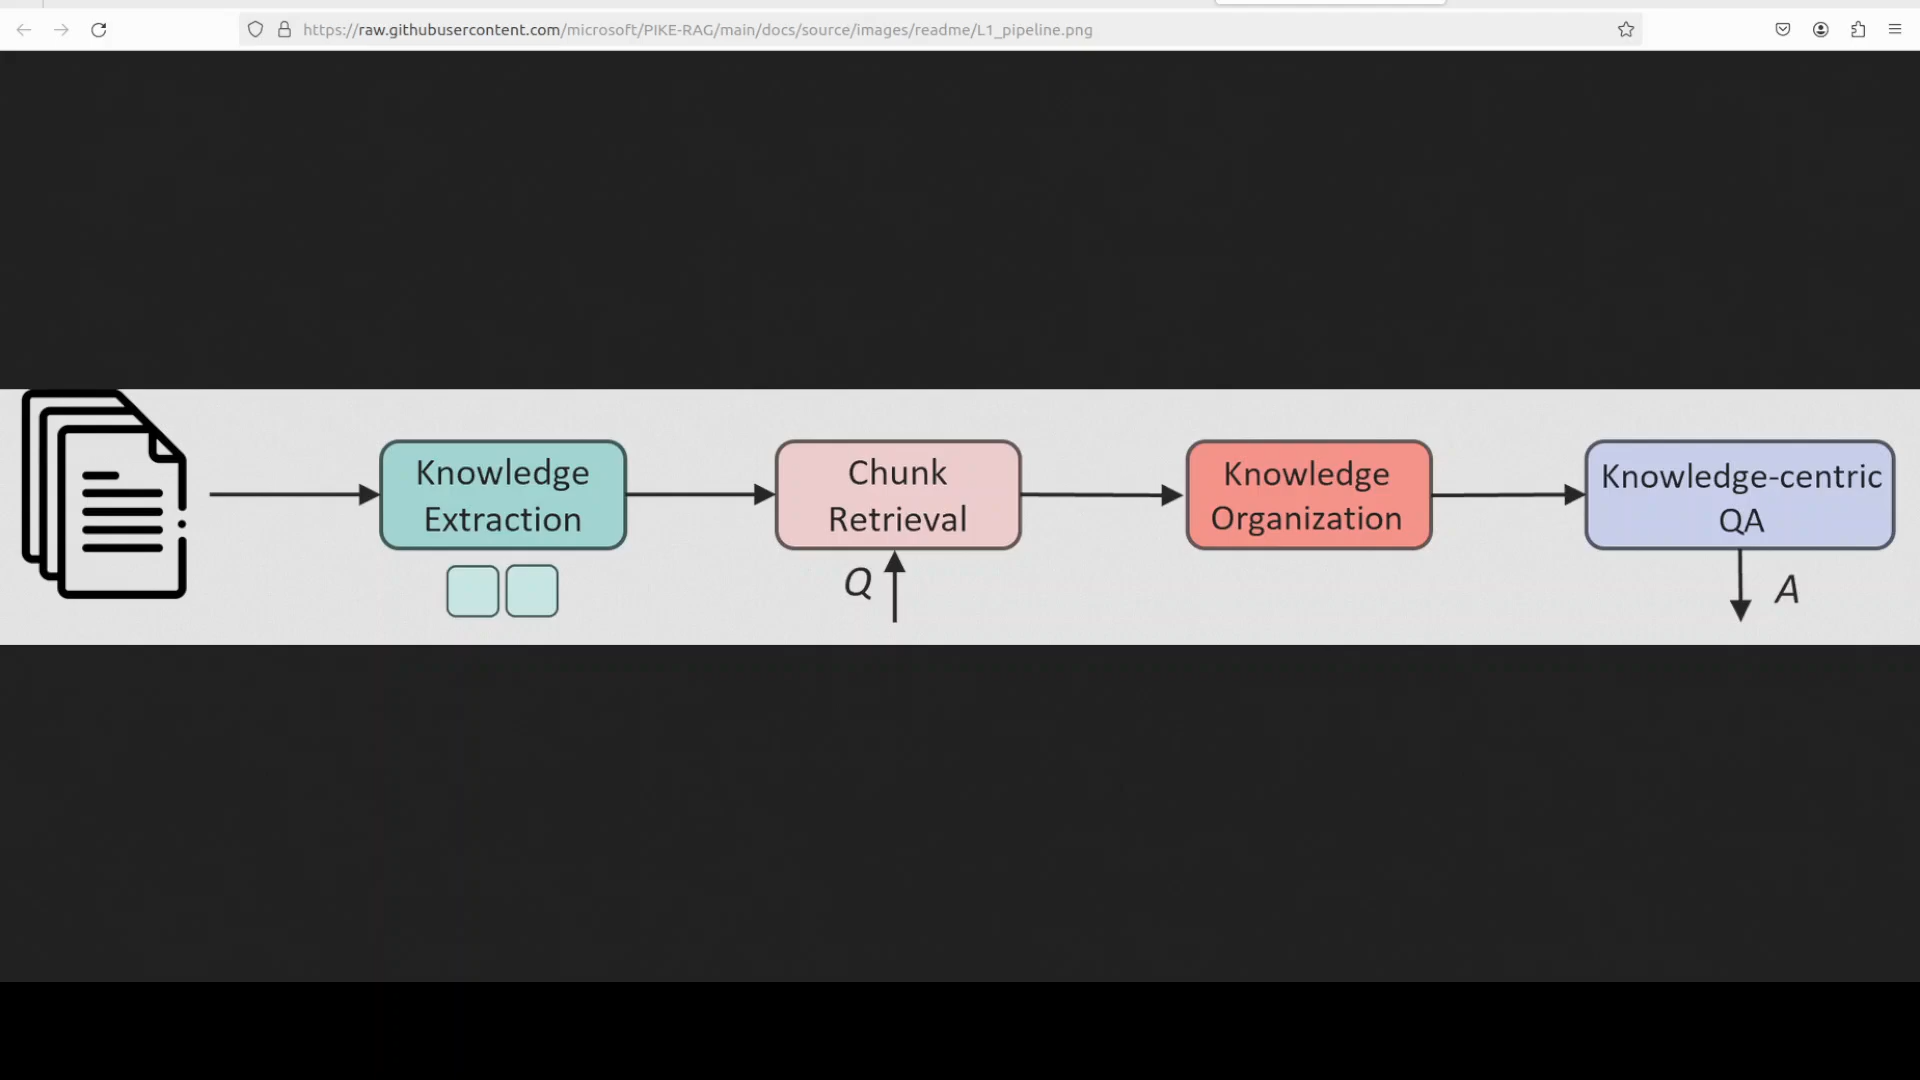 https://raw.githubusercontent.com/microsoft/PIKE-RAG/main/docs/source/images/readme/L1_pipeline.png
Knowledge
Extraction
Chunk
Retrieval
Knowledge
Organization
Knowledge-centric
QA
Q
A